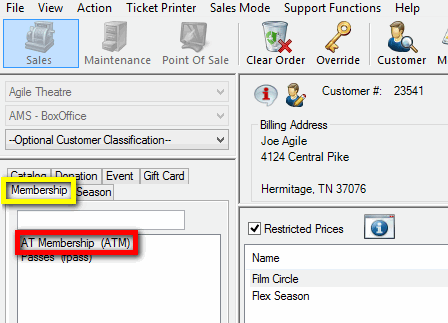 File View Action Ticket Printer Sales Mode Support Functions Help
Sales Maintenance Point Of Sale Clear Order Override Customer
Agile Theatre
AMS - BoxOffice
--Optional Customer Classification--
Catalog Donation Event Gift Card
Membership Season
AT Membership (ATM)
Passes (fpass)
Customer #: 23541
Billing Address
Joe Agile
4124 Central Pike
Hermitage, TN 37076
Restricted Prices
Name
Film Circle
Flex Season